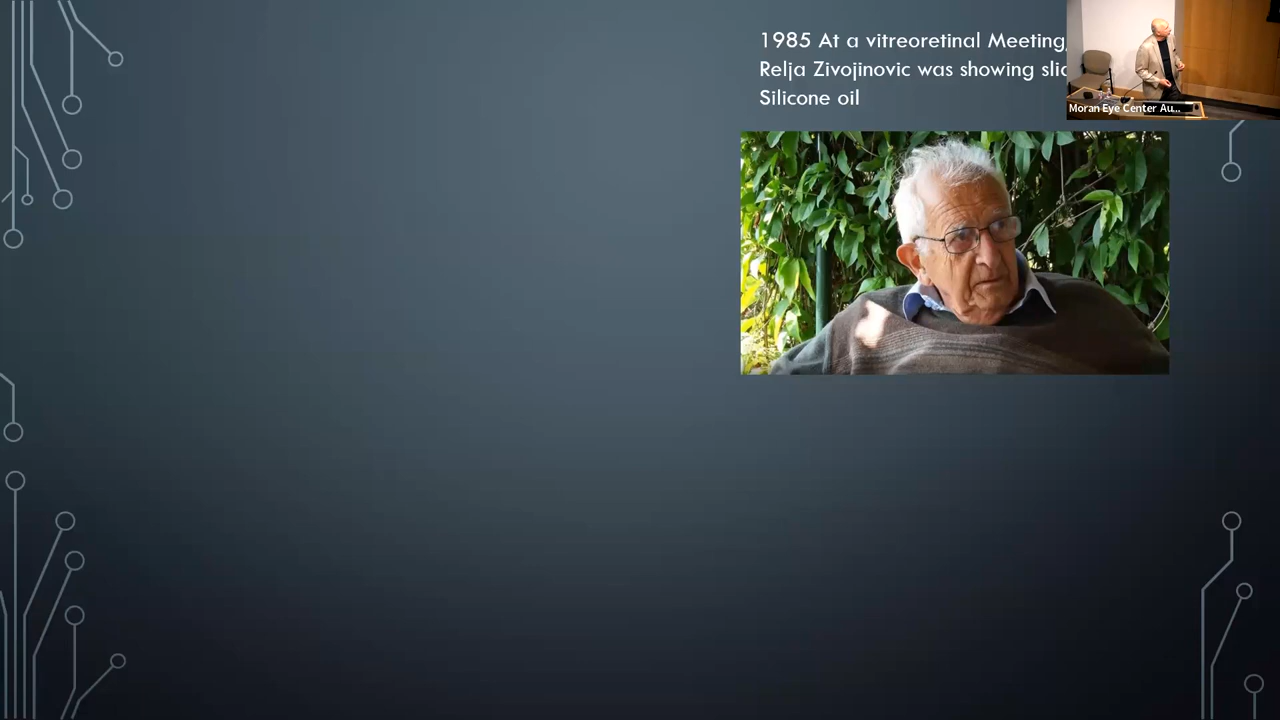 1985 At a vitreoretinal Meeting,
Relja Zivojinovic was showing
Silicone oil
Moran Eye Center Au...